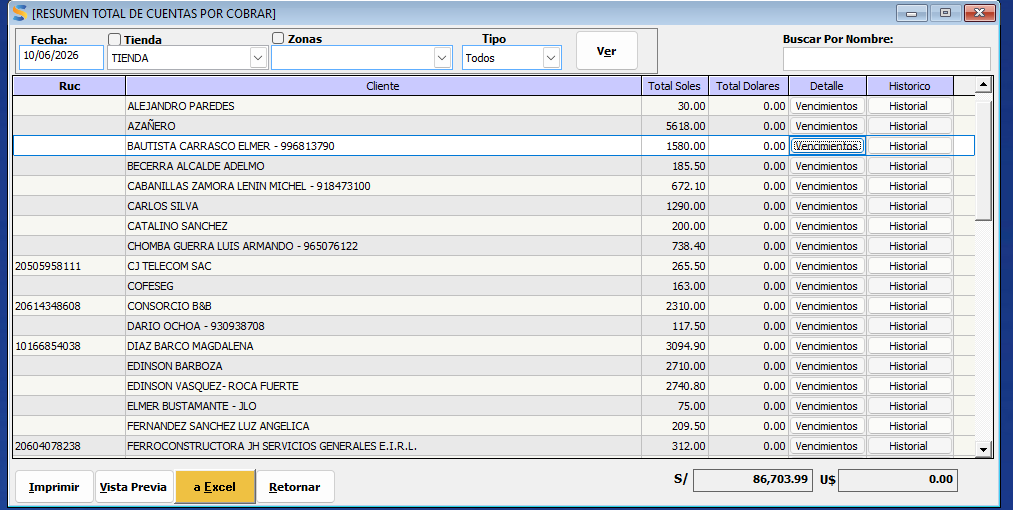 [RESUMEN TOTAL DE CUENTAS POR COBRAR]
Fecha: Tienda Zonas Tipo Buscar Por Nombre:
10/06/2026 TIENDA Todos Ver
Ruc Cliente Total Soles Total Dolares Detalle Historico
ALEJANDRO PAREDES 30.00 0.00 Vencimientos Historial
AZAÑERO 5618.00 0.00 Vencimientos Historial
BAUTISTA CARRASCO ELMER - 996813790 1580.00 0.00 Vencimientos Historial
BECERRA ALCALDE ADELMO 185.50 0.00 Vencimientos Historial
CABANILLAS ZAMORA LENIN MICHEL - 918473100 672.10 0.00 Vencimientos Historial
CARLOS SILVA 1290.00 0.00 Vencimientos Historial
CATALINO SANCHEZ 200.00 0.00 Vencimientos Historial
CHOMBA GUERRA LUIS ARMANDO - 965076122 738.40 0.00 Vencimientos Historial
20505958111 CJ TELECOM SAC 265.50 0.00 Vencimientos Historial
COFESEG 163.00 0.00 Vencimientos Historial
20614348608 CONSORCIO B&B 2310.00 0.00 Vencimientos Historial
DARIO OCHOA - 930938708 117.50 0.00 Vencimientos Historial
10166854038 DIAZ BARCO MAGDALENA 3094.90 0.00 Vencimientos Historial
EDINSON BARBOZA 2710.00 0.00 Vencimientos Historial
EDINSON VASQUEZ- ROCA FUERTE 2740.80 0.00 Vencimientos Historial
ELMER BUSTAMANTE - JLO 75.00 0.00 Vencimientos Historial
FERNANDEZ SANCHEZ LUZ ANGELICA 209.50 0.00 Vencimientos Historial
20604078238 FERROCONSTRUCTORA JH SERVICIOS GENERALES E.I.R.L. 312.00 0.00 Vencimientos Historial
Imprimir Vista Previa a Excel Retornar S/ 86,703.99 U$ 0.00